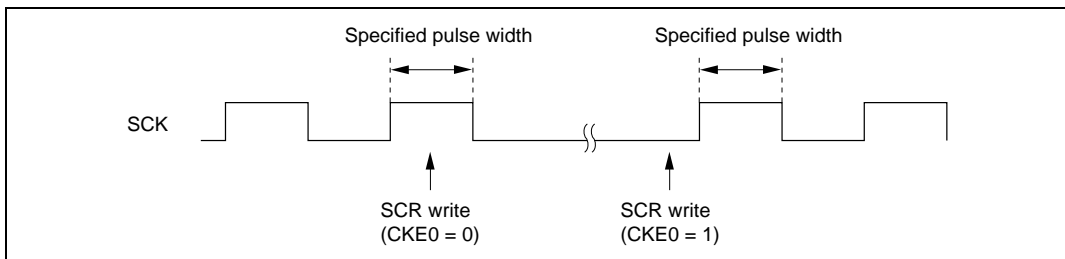 Specified pulse width
Specified pulse width
SCK
SCR write
(CKE0 = 0)
SCR write
(CKE0 = 1)